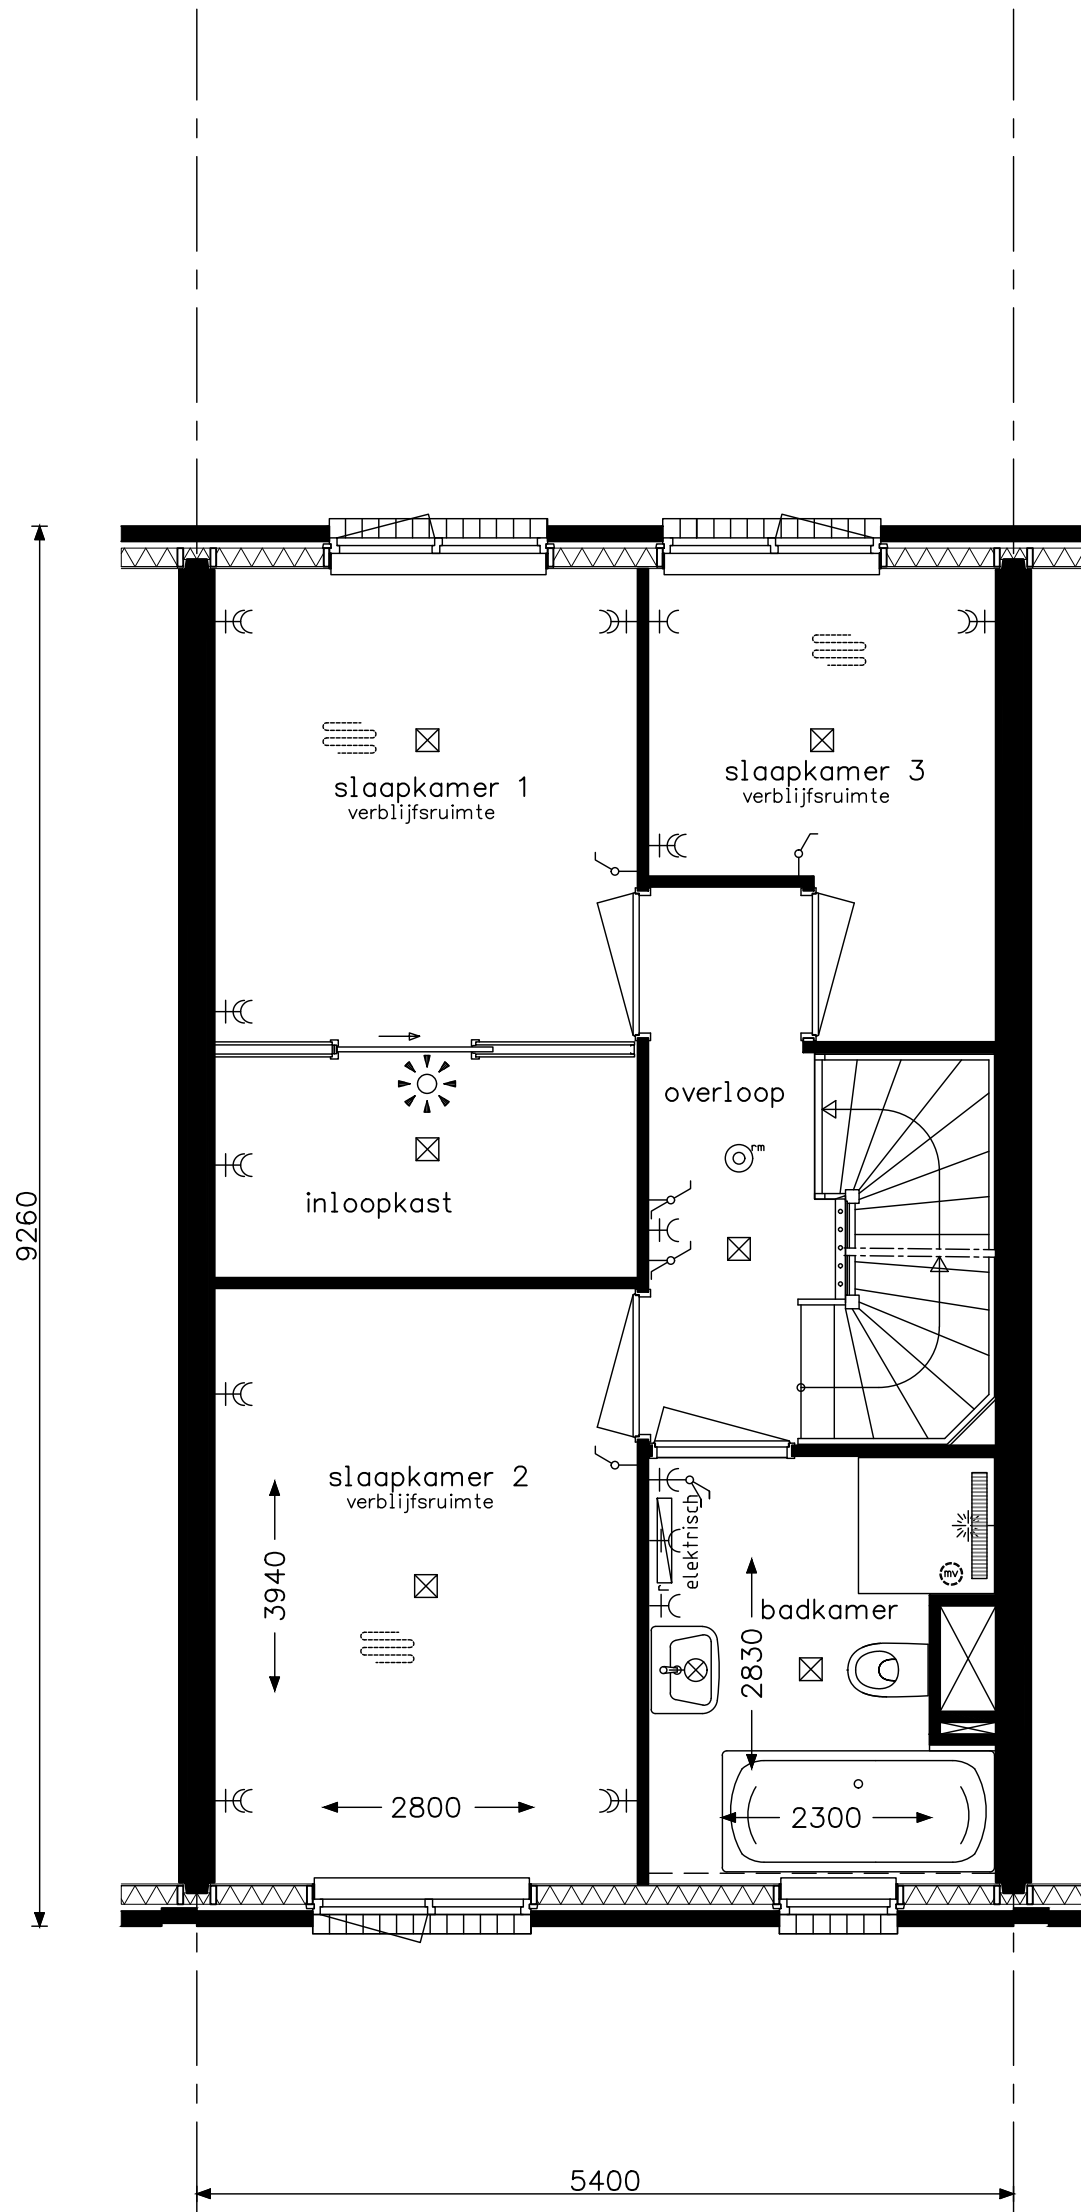 slaapkamer 1
verblijfsruimte
slaapkamer 3
verblijfsruimte
overloop
rm
inloopkast
9260
slaapkamer 2
verblijfsruimte
3940
elektrisch
r
mv
badkamer
2830
2800
2300
5400